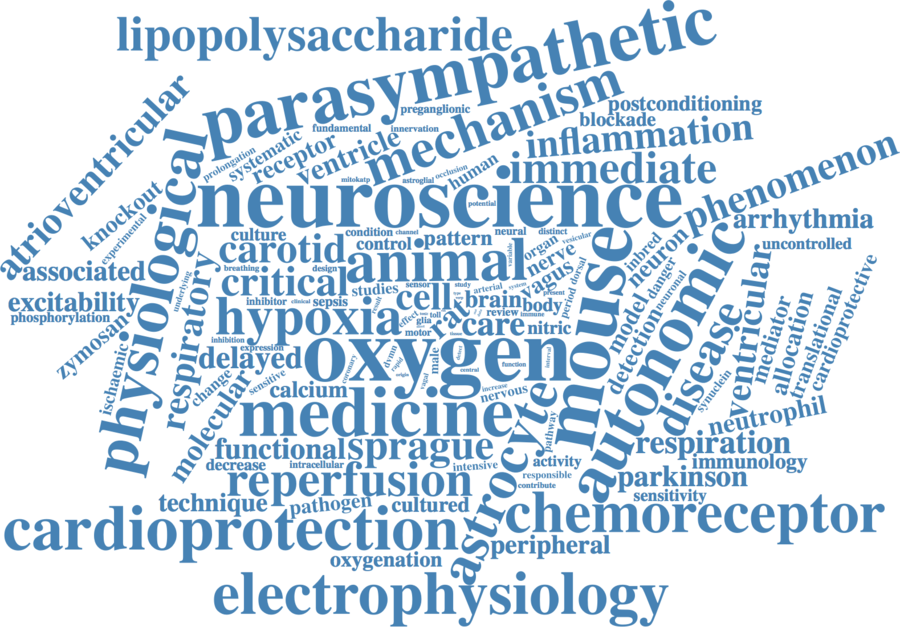 lipopolysaccharide
parasympathetic
preganglionic
postconditioning
blockade
fundamental
innervation
mechanism
inflammation
systematic
receptor
ventricle
prolongation
atrioventricular
mitokatp
astroglial
occlusion
human
immediate
phenomenon
knockout
experimental
physiological
neuroscience
potential
arrhythmia
culture
condition
channel
neural
distinct
uncontrolled
carotid
control
pattern
organ
vesicular
nerve
inbred
neuron
autonomic
associated
breathing
design
animal
variable
vagus
dorsal
period
danger
neuronal
critical
studies
sensor
study
arterial
system
present
excitability
underlying
respiratory
inhibitor
clinical
sepsis
result
cell
brain
body
model
detection
mouse
ventricular
mediator
allocation
translational
cardioprotective
phosphorylation
hypoxia
effect
toll
glia
rat
review
immune
care
nitric
motor
zymosan
inhibition
expression
delayed
oxygen
coronary
dvmn
rapid
origin
vagal
male
detect
central
function
interval
disease
synuclein
ischaemic
change
sensitive
calcium
increase
nervous
molecular
medicine
astrocyte
pathway
neutrophil
functional
sprague
respiration
decrease
intracellular
intensive
activity
immunology
reperfusion
responsible
contribute
parkinson
technique
pathogen
cultured
sensitivity
cardioprotection
chemoreceptor
oxygenation
peripheral
electrophysiology